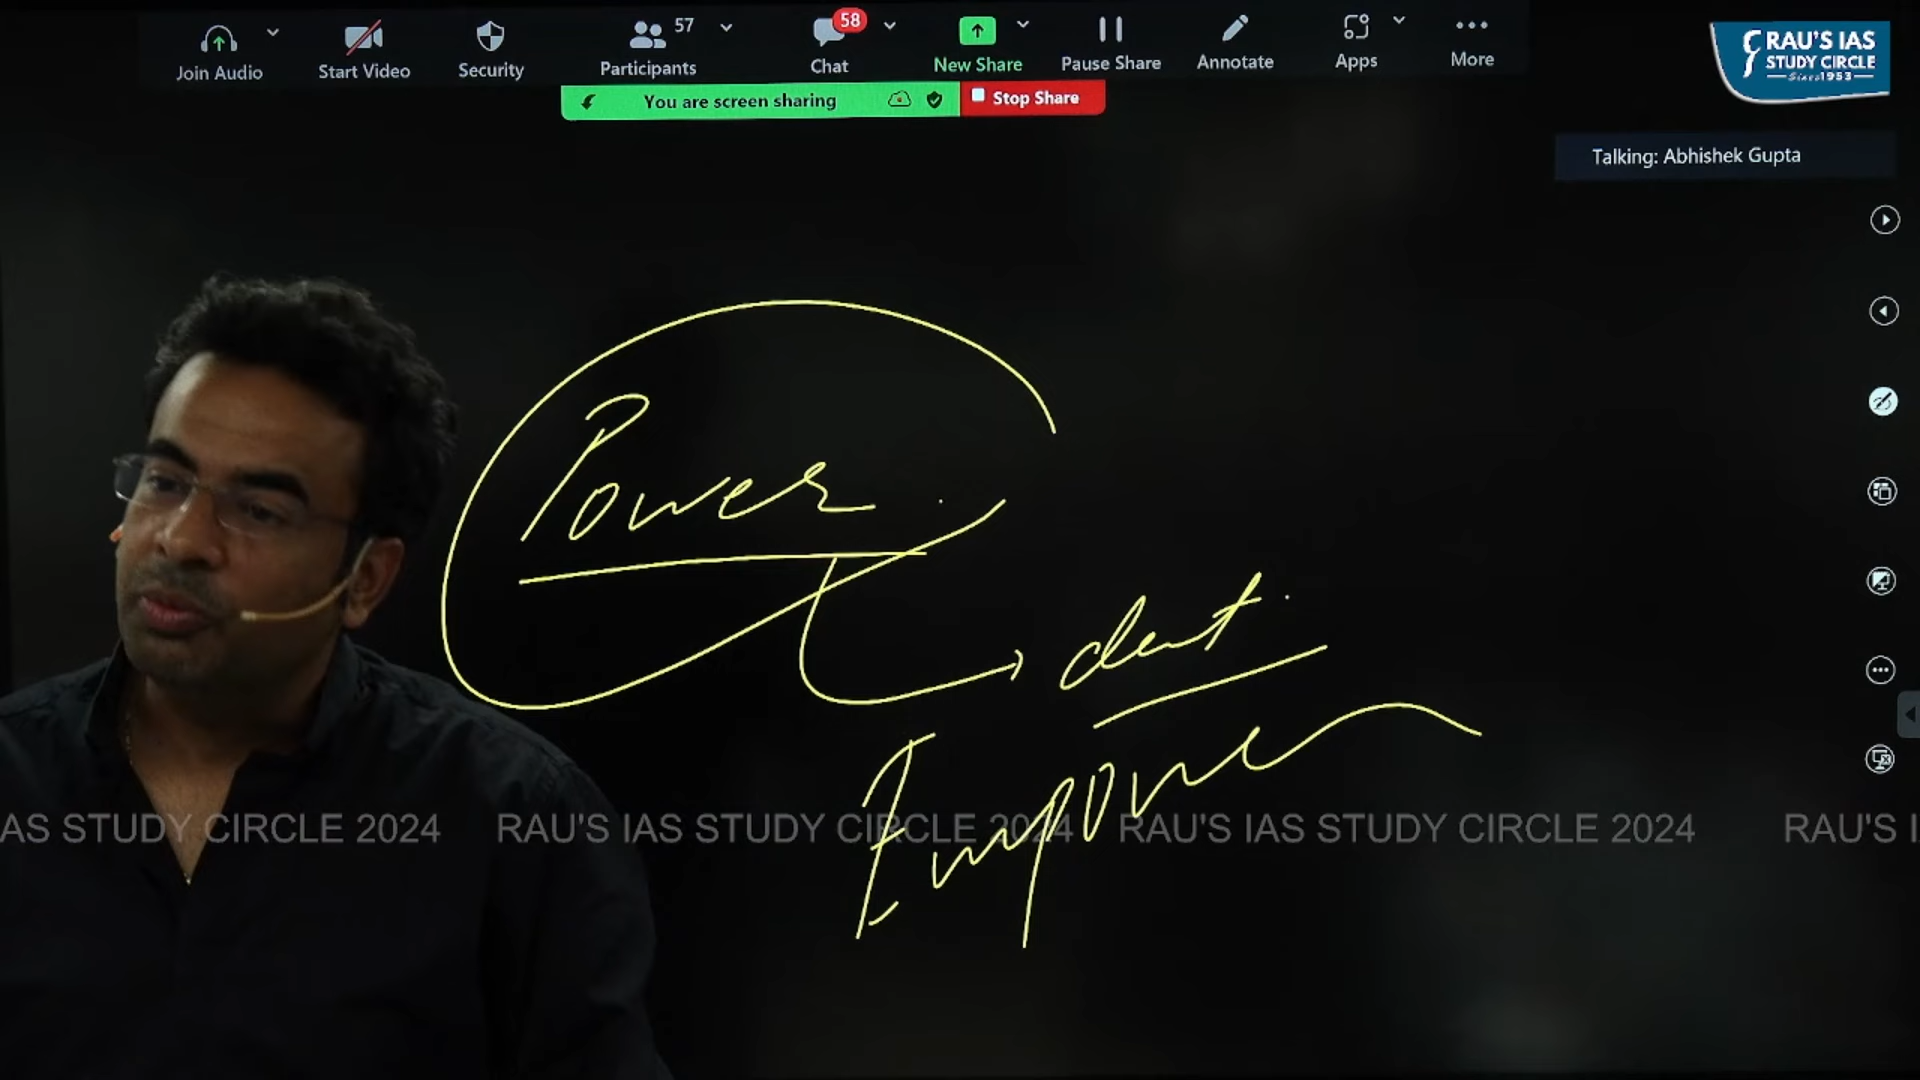 57
58
Join Audio
Start Video
Security
Participants
Chat
New Share
Pause Share
Annotate
Apps
More
RAU'S IAS
STUDY CIRCLE
Since 1953
You are screen sharing
Stop Share
Talking: Abhishek Gupta
Power
dent
Empower
AS STUDY CIRCLE 2024 RAU'S IAS STUDY CIRCLE 2024 RAU'S IAS STUDY CIRCLE 2024 RAU'S I